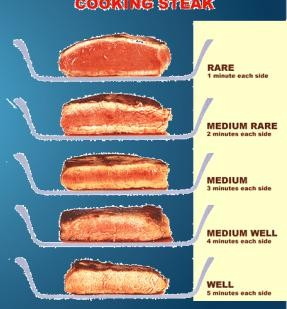 COOKING STEAK
RARE
1 minute each side
MEDIUM RARE
2 minutes each side
MEDIUM
3 minutes each side
MEDIUM WELL
4 minutes each side
WELL
5 minutes each side